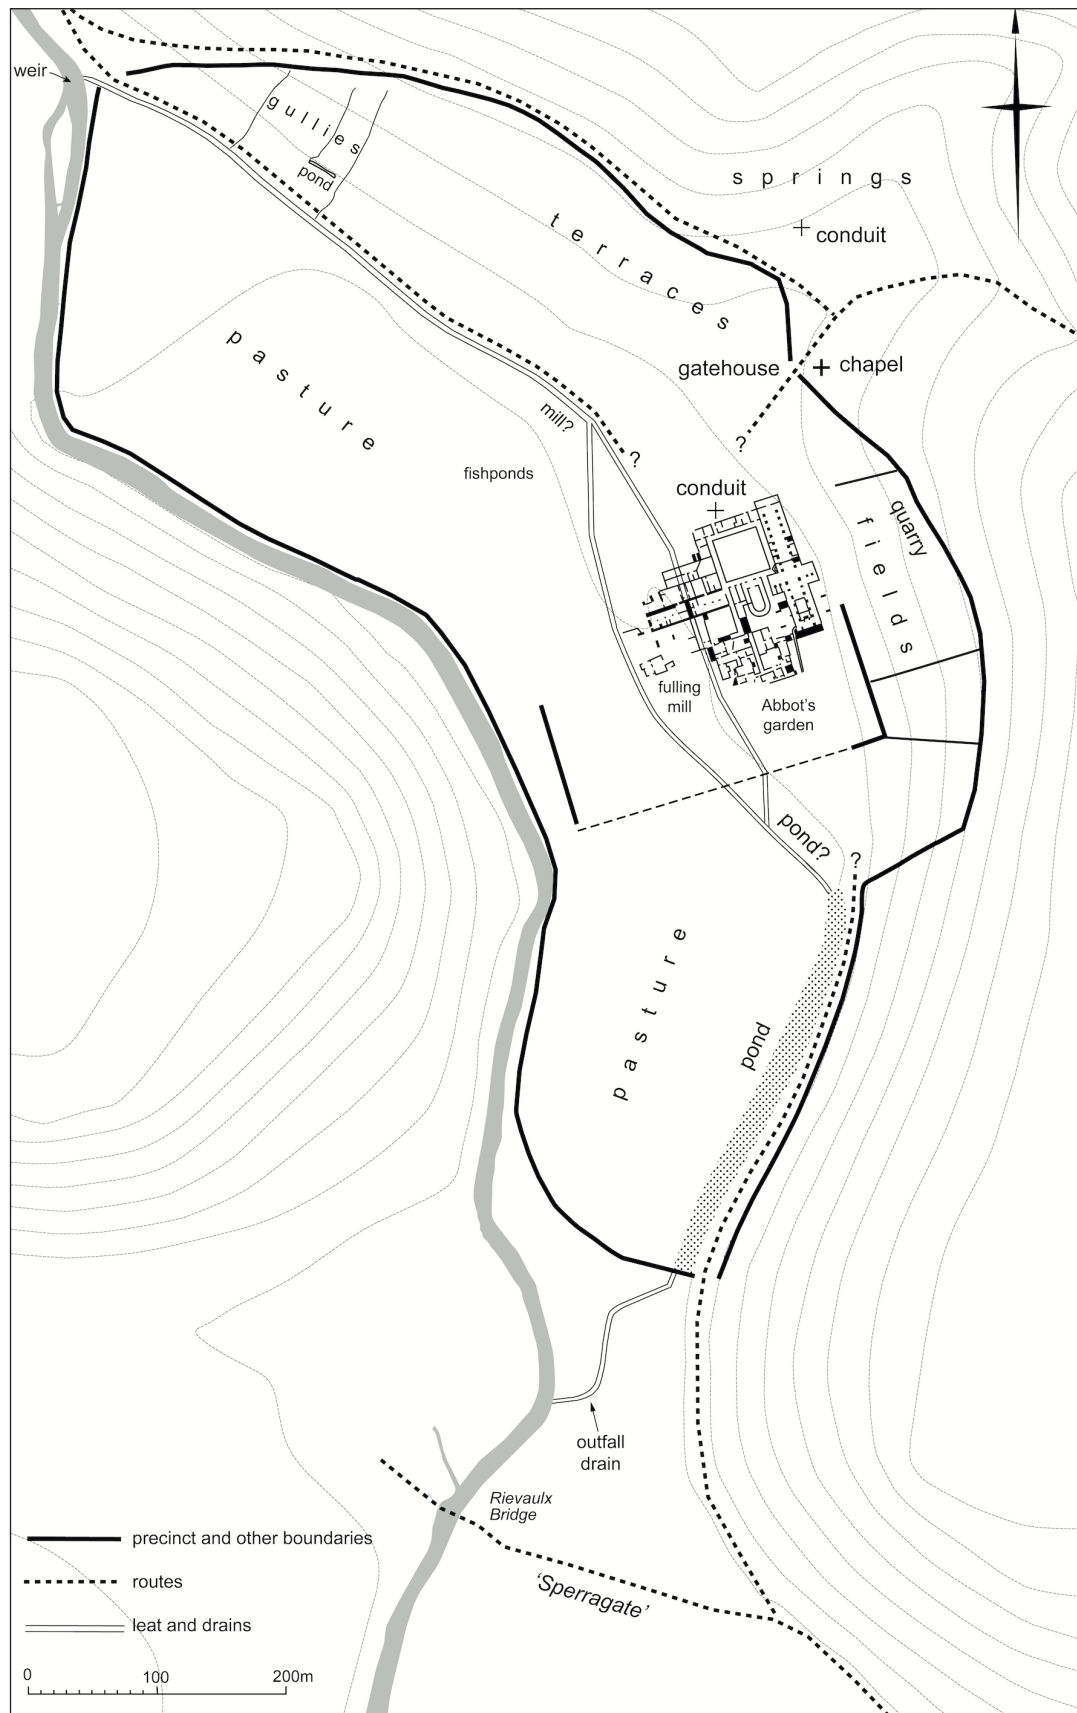 weir
gullies
pond
springs
conduit
terraces
gatehouse
chapel
pasture
mill?
?
?
fishponds
conduit
quarry
fields
fulling
mill
Abbot's
garden
pond?
?
pasture
pond
outfall
drain
Rievaulx
Bridge
'Sperragate'
precinct and other boundaries
routes
leat and drains
0 100 200m